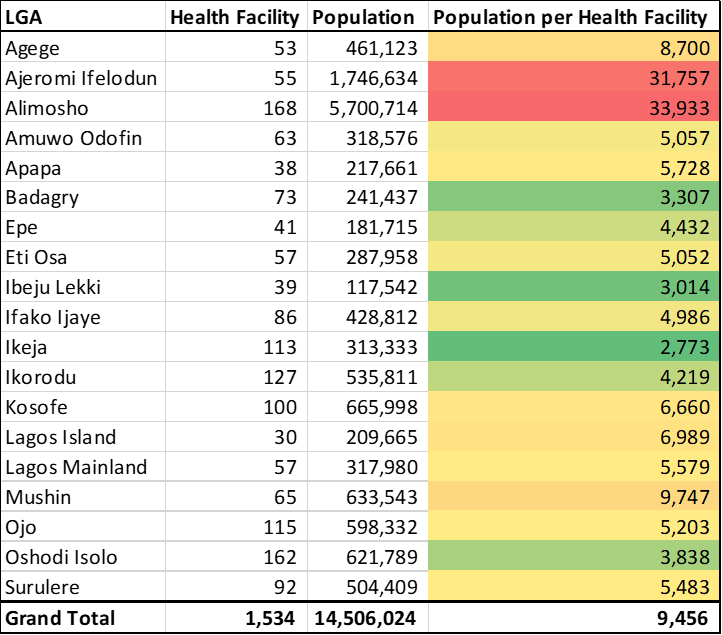 LGA Health Facility Population Population per Health Facility
Agege 53 461,123 8,700
Ajeromi Ifelodun 55 1,746,634 31,757
Alimosho 168 5,700,714 33,933
Amuwo Odofin 63 318,576 5,057
Apapa 38 217,661 5,728
Badagry 73 241,437 3,307
Epe 41 181,715 4,432
Eti Osa 57 287,958 5,052
Ibeju Lekki 39 117,542 3,014
Ifako Ijaye 86 428,812 4,986
Ikeja 113 313,333 2,773
Ikorodu 127 535,811 4,219
Kosofe 100 665,998 6,660
Lagos Island 30 209,665 6,989
Lagos Mainland 57 317,980 5,579
Mushin 65 633,543 9,747
Ojo 115 598,332 5,203
Oshodi Isolo 162 621,789 3,838
Surulere 92 504,409 5,483
Grand Total 1,534 14,506,024 9,456